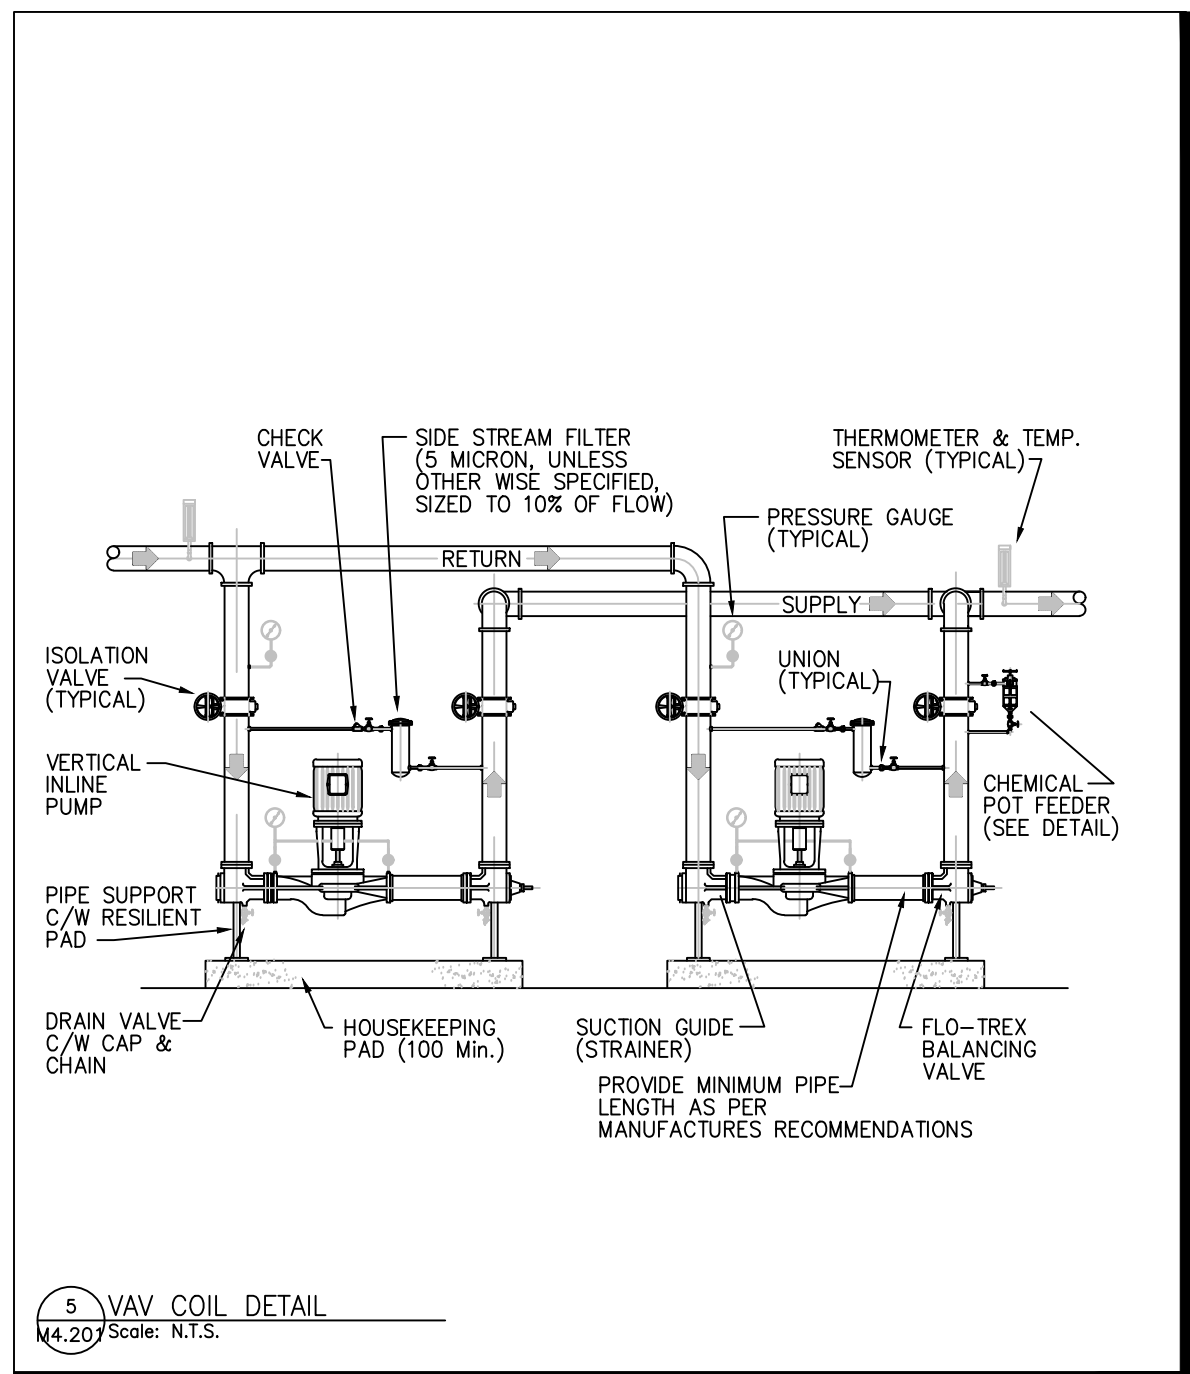 CHECK
VALVE
SIDE STREAM FILTER
(5 MICRON, UNLESS
OTHER WISE SPECIFIED,
SIZED TO 10% OF FLOW)
THERMOMETER & TEMP.
SENSOR (TYPICAL)
PRESSURE GAUGE
(TYPICAL)
RETURN
SUPPLY
ISOLATION
VALVE
(TYPICAL)
UNION
(TYPICAL)
VERTICAL
INLINE
PUMP
CHEMICAL
POT FEEDER
(SEE DETAIL)
PIPE SUPPORT
C/W RESILIENT
PAD
DRAIN VALVE
C/W CAP &
CHAIN
HOUSEKEEPING
PAD (100 Min.)
SUCTION GUIDE
(STRAINER)
FLO-TREX
BALANCING
VALVE
PROVIDE MINIMUM PIPE
LENGTH AS PER
MANUFACTURES RECOMMENDATIONS
5
VAV COIL DETAIL
M4.201
Scale: N.T.S.